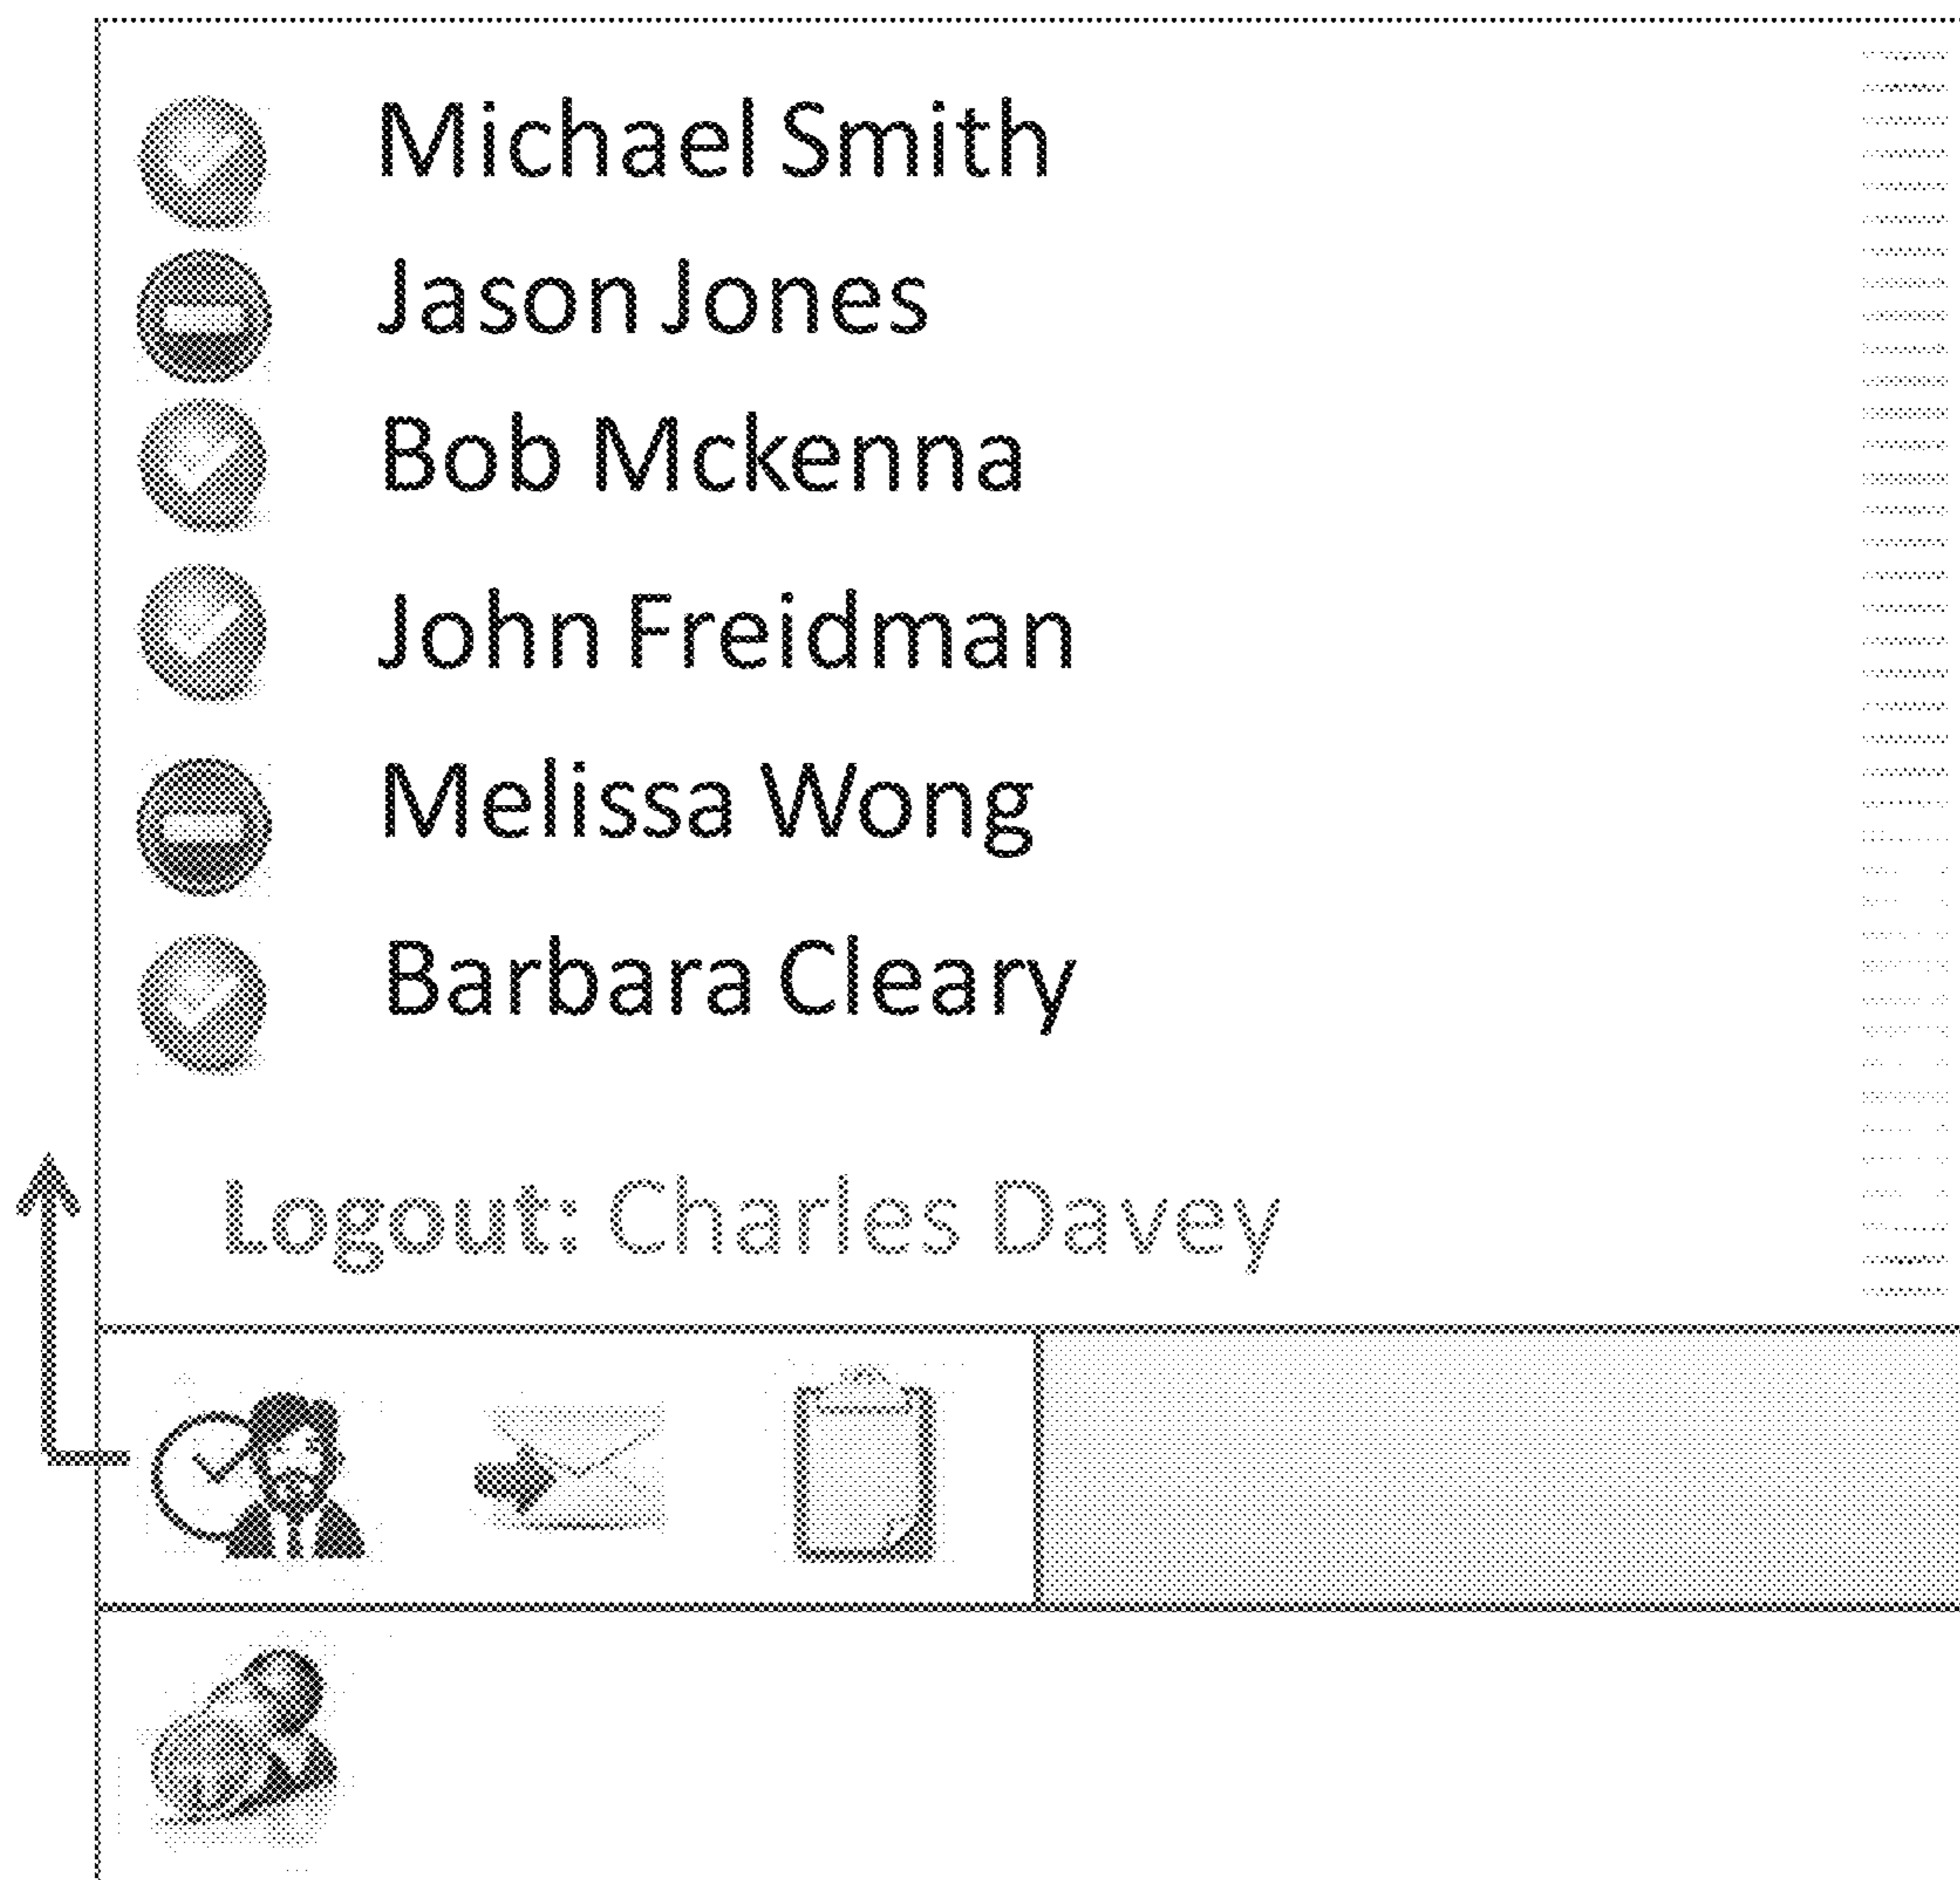 Michael Smith
Jason Jones
Bob Mckenna
John Freidman
Melissa Wong
Barbara Cleary
Logout: Charles Davey